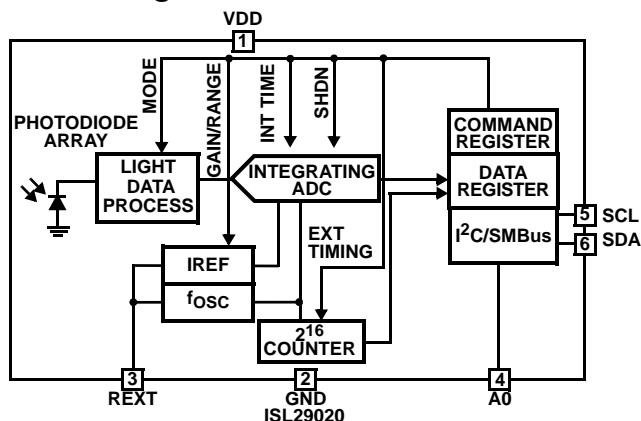 VDD
1
MODE
GAIN/RANGE
INT TIME
SHDN
PHOTODIODE
ARRAY
LIGHT
DATA
PROCESS
INTEGRATING
ADC
COMMAND
REGISTER
DATA
REGISTER
I²C/SMBus
5 SCL
6 SDA
EXT
TIMING
IREF
fOSC
2¹⁶
COUNTER
3
REXT
2
GND
ISL29020
4
A0